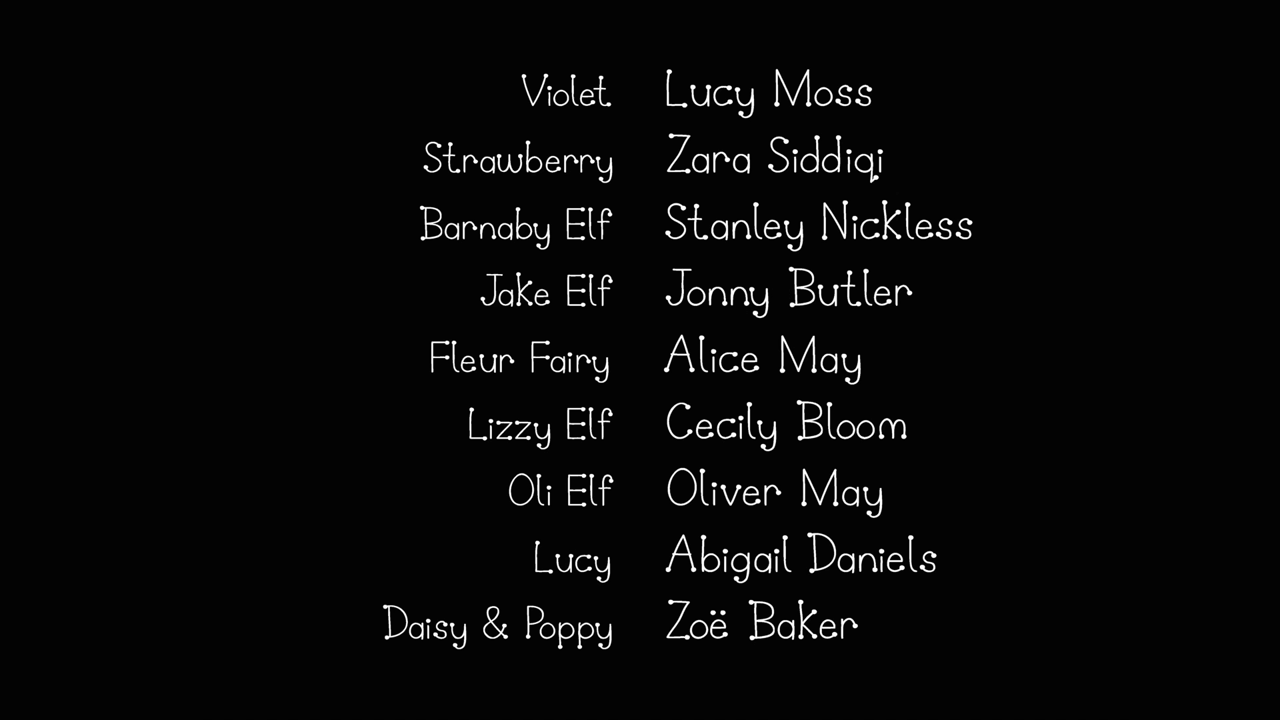 Violet Lucy Moss
Strawberry Zara Siddiqi
Barnaby Elf Stanley Nickless
Jake Elf Jonny Butler
Fleur Fairy Alice May
Lizzy Elf Cecily Bloom
Oli Elf Oliver May
Lucy Abigail Daniels
Daisy & Poppy Zoë Baker